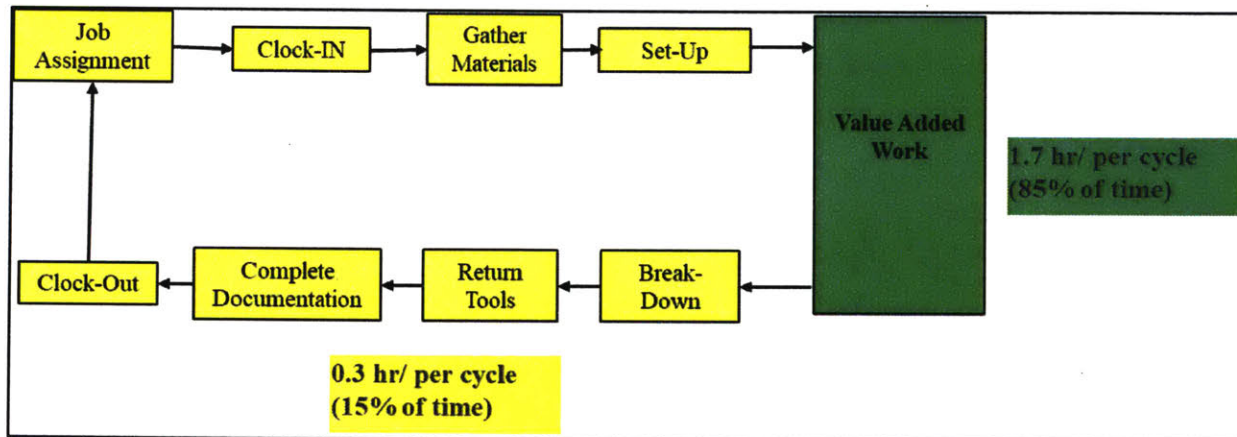 Job
Assignment
Clock-IN
Gather
Materials
Set-Up
Value Added
Work
1.7 hr/ per cycle
(85% of time)
Clock-Out
Complete
Documentation
Return
Tools
Break-
Down
0.3 hr/ per cycle
(15% of time)